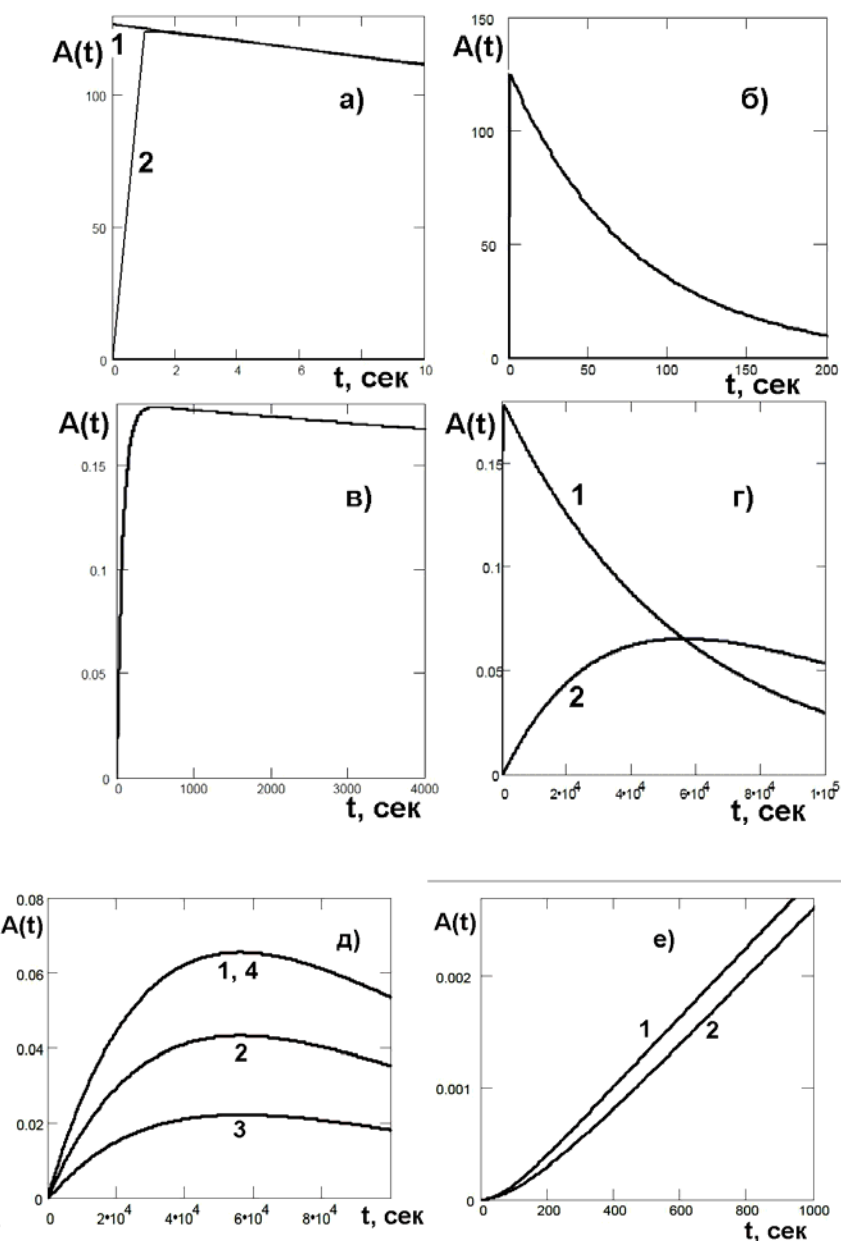 A(t)
1
2
а)
100
50
0
0 2 4 6 8 10
t, сек
A(t)
б)
150
100
50
0
0 50 100 150 200
t, сек
A(t)
в)
0.15
0.1
0.05
0
0 1000 2000 3000 4000
t, сек
A(t)
1
2
г)
0.15
0.1
0.05
0
0 2•10⁴ 4•10⁴ 6•10⁴ 8•10⁴ 1•10⁵
t, сек
0.08
A(t)
д)
0.06
1, 4
0.04
2
0.02
3
0
0 2•10⁴ 4•10⁴ 6•10⁴ 8•10⁴ t, сек
A(t)
е)
0.002
1
2
0.001
0
0 200 400 600 800 1000
t, сек